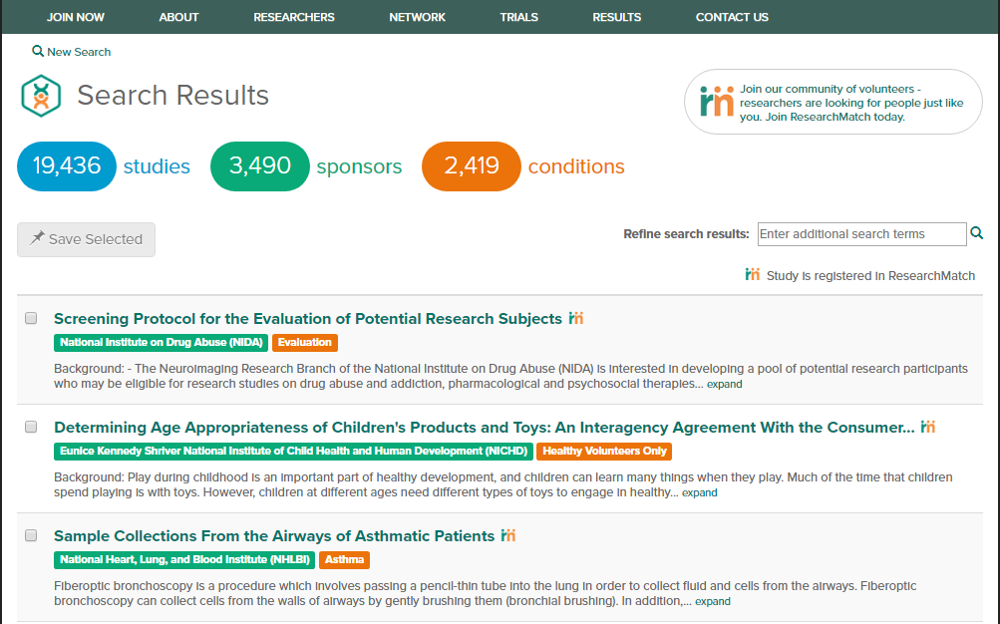 JOIN NOW ABOUT RESEARCHERS NETWORK TRIALS RESULTS CONTACT US
New Search
Search Results
Join our community of volunteers -
researchers are looking for people just like
you. Join ResearchMatch today.
19,436 studies 3,490 sponsors 2,419 conditions
Save Selected
Refine search results: Enter additional search terms
Study is registered in ResearchMatch
Screening Protocol for the Evaluation of Potential Research Subjects
National Institute on Drug Abuse (NIDA) Evaluation
Background: - The Neuroimaging Research Branch of the National Institute on Drug Abuse (NIDA) is interested in developing a pool of potential research participants
who may be eligible for research studies on drug abuse and addiction, pharmacological and psychosocial therapies... expand
Determining Age Appropriateness of Children's Products and Toys: An Interagency Agreement With the Consumer...
Eunice Kennedy Shriver National Institute of Child Health and Human Development (NICHD) Healthy Volunteers Only
Background: Play during childhood is an important part of healthy development, and children can learn many things when they play. Much of the time that children
spend playing is with toys. However, children at different ages need different types of toys to engage in healthy... expand
Sample Collections From the Airways of Asthmatic Patients
National Heart, Lung, and Blood Institute (NHLBI) Asthma
Fiberoptic bronchoscopy is a procedure which involves passing a pencil-thin tube into the lung in order to collect fluid and cells from the airways. Fiberoptic
bronchoscopy can collect cells from the walls of airways by gently brushing them (bronchial brushing). In addition,... expand